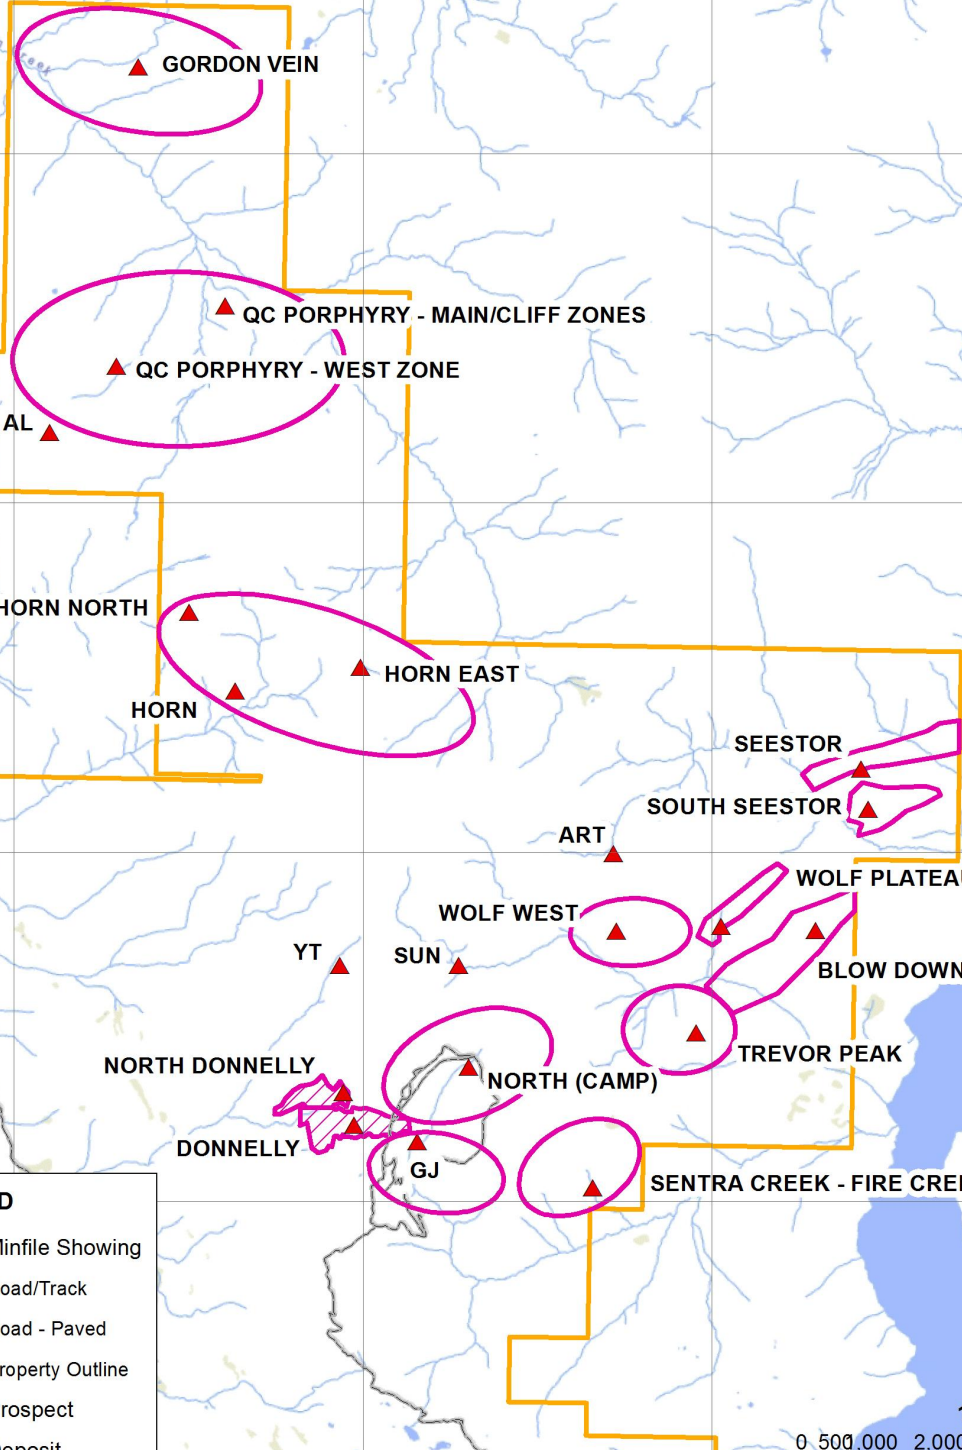 GORDON VEIN
QC PORPHYRY - MAIN/CLIFF ZONES
QC PORPHYRY - WEST ZONE
AL
HORN NORTH
HORN EAST
HORN
SEESTOR
SOUTH SEESTOR
ART
WOLF PLATEAU
WOLF WEST
YT
SUN
BLOW DOWN
TREVOR PEAK
NORTH DONNELLY
NORTH (CAMP)
DONNELLY
GJ
SENTRA CREEK - FIRE CREE
D
Minfile Showing
oad/Track
oad - Paved
roperty Outline
rospect
eposit
0 500 1,000 2,000